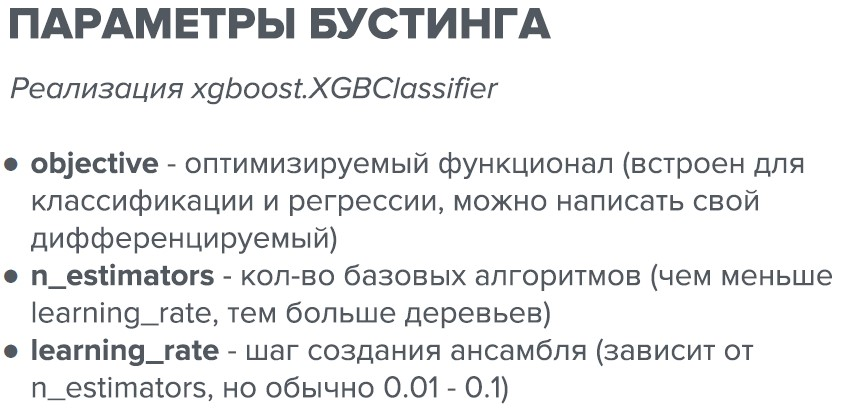 ПАРАМЕТРЫ БУСТИНГА
Реализация xgboost.XGBClassifier
● objective - оптимизируемый функционал (встроен для
классификации и регрессии, можно написать свой
дифференцируемый)
● n_estimators - кол-во базовых алгоритмов (чем меньше
learning_rate, тем больше деревьев)
● learning_rate - шаг создания ансамбля (зависит от
n_estimators, но обычно 0.01 - 0.1)